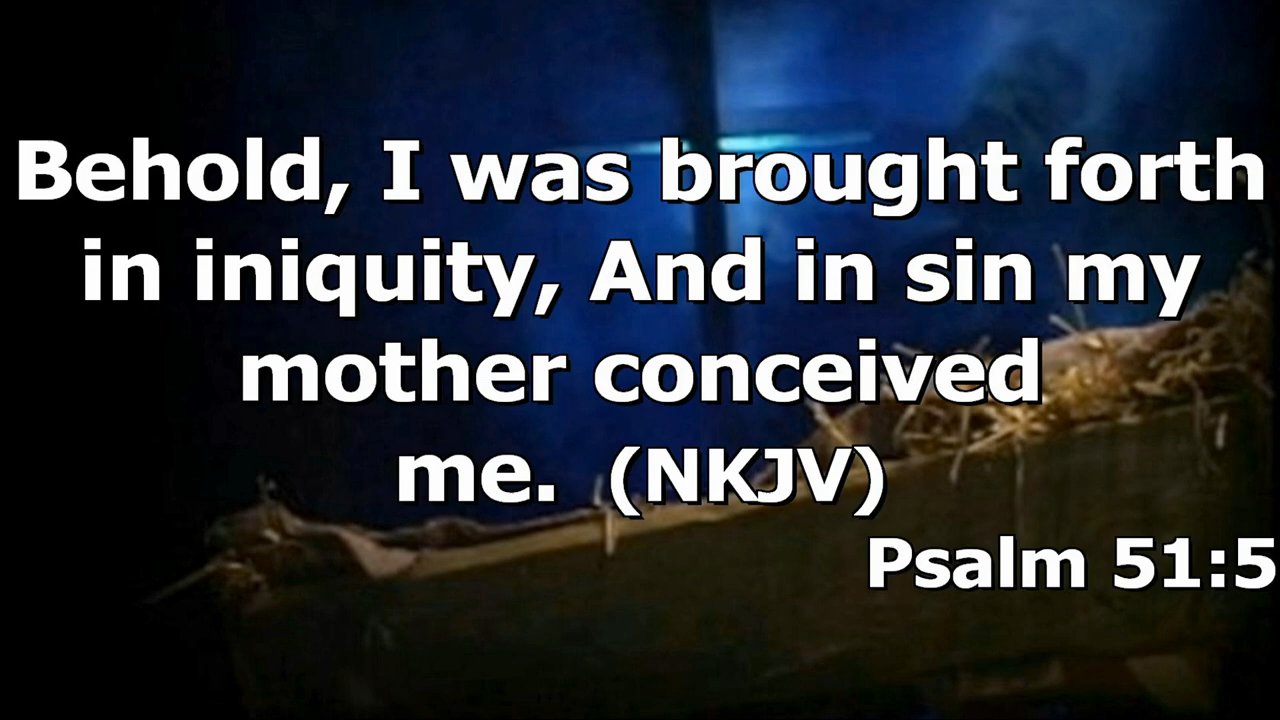 Behold, I was brought forth
in iniquity, And in sin my
mother conceived
me.  (NKJV)
Psalm 51:5